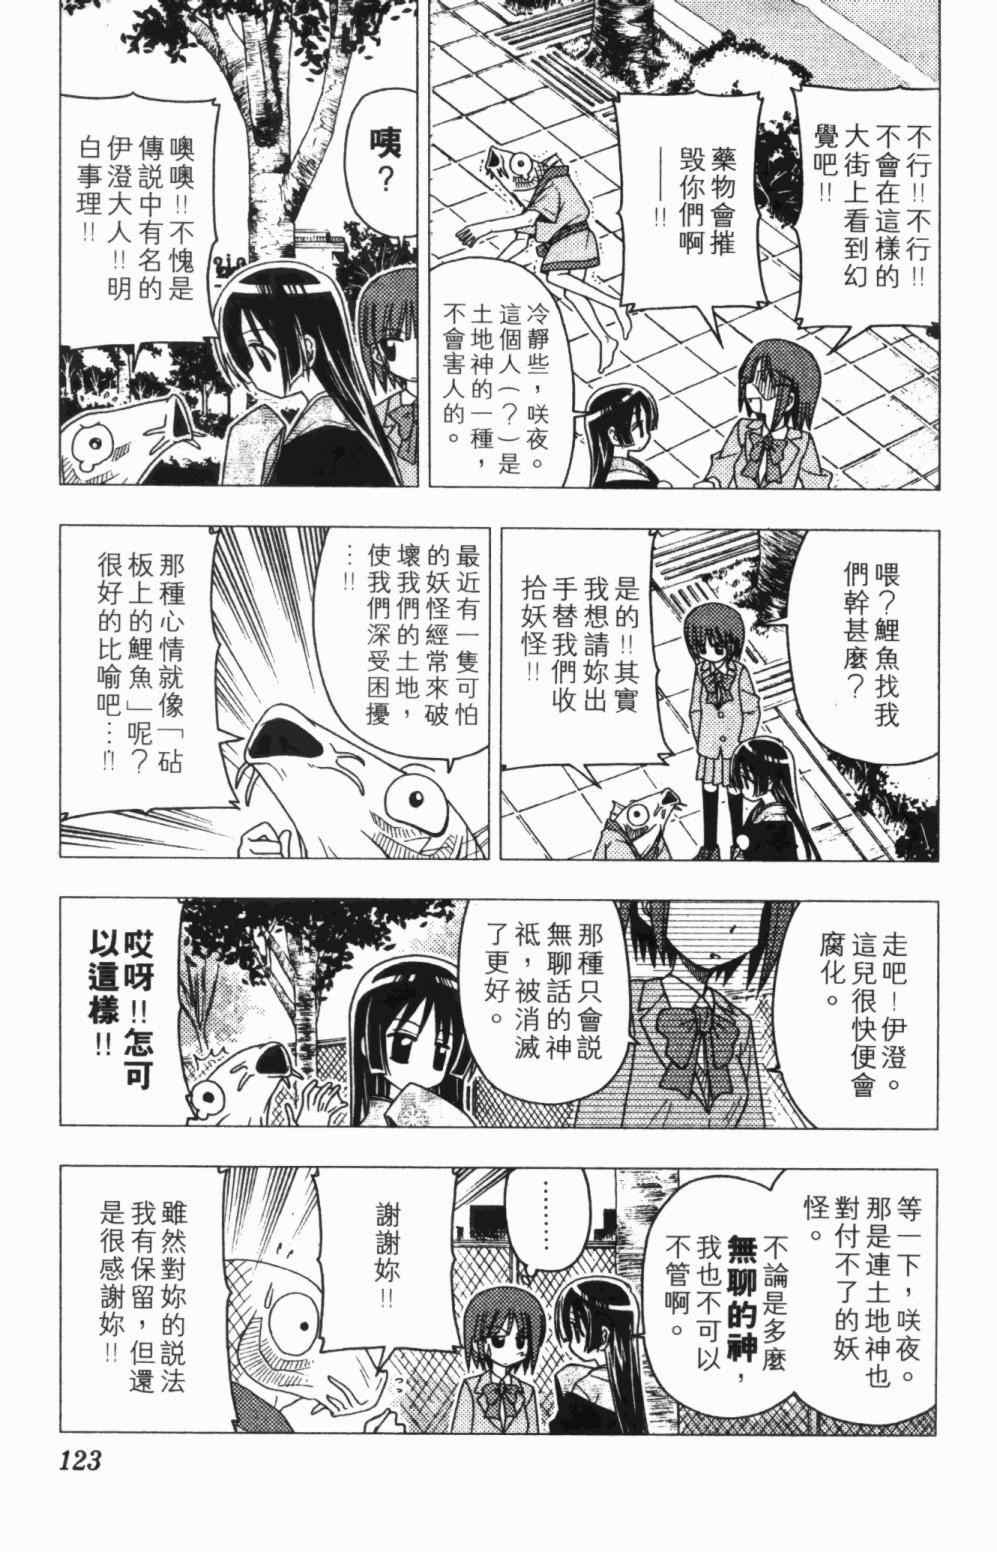 不行!!不行!!
不會在這樣的
大街上看到幻
覺吧!!
藥物會摧
毀你們啊
——!!
冷靜些，咲夜。
這個人（？）是
土地神的一種，
不會害人的。
咦？
噢噢!!不愧是
傳說中有名的
伊澄大人!!明
白事理!!
喂？鯉魚找我
們幹甚麼？
是的!!其實
我想請妳出
手替我們收
拾妖怪!!
最近有一隻可怕
的妖怪經常來破
壞我們的土地，
使我們深受困擾
…!!
那種心情就像「砧
板上的鯉魚」呢？
很好的比喻吧…!!
走吧！伊澄。
這兒很快便會
腐化。
那種只會說
無聊話的神
祇，被消滅
了更好。
哎呀!!怎可
以這樣!!
等一下，咲夜。
那是連土地神也
對付不了的妖
怪。
不論是多麼
無聊的神，
我也不可以
不管啊。
……
謝謝妳!!
雖然對妳的說法
我有保留，但還
是很感謝妳!!
123